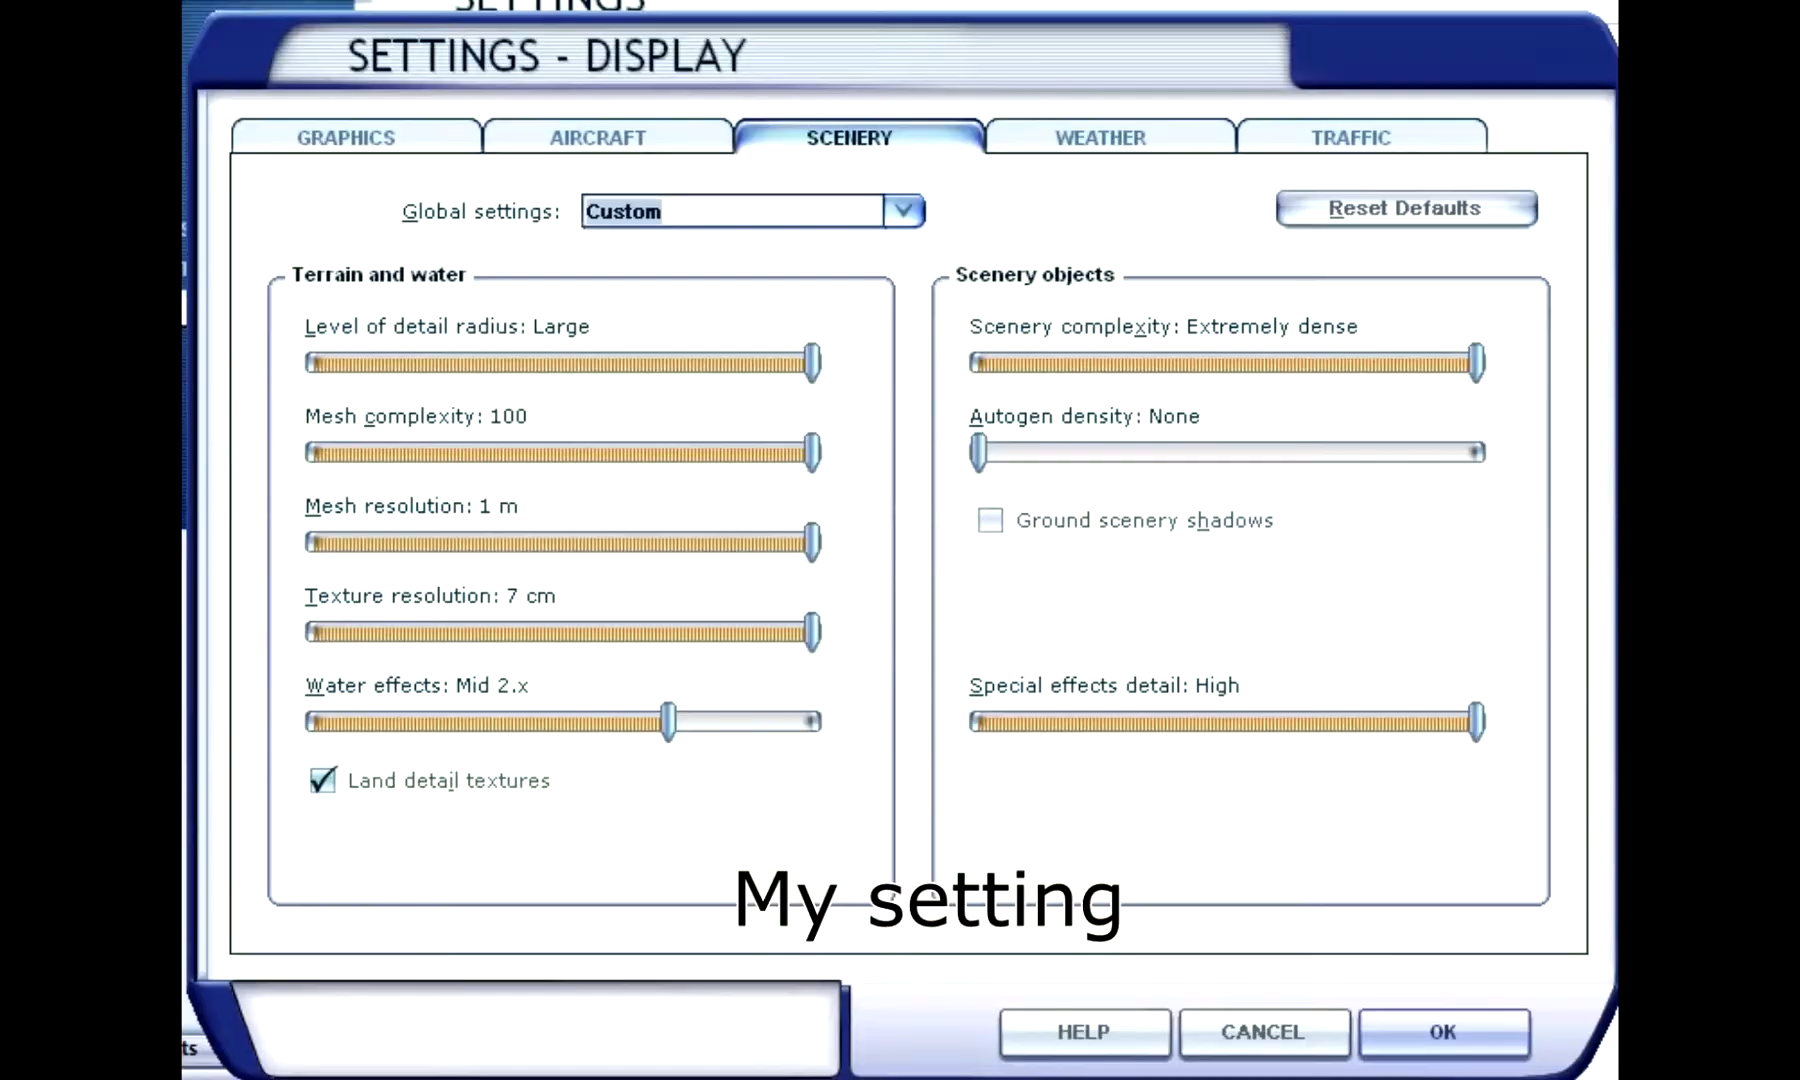 SETTINGS
SETTINGS - DISPLAY
GRAPHICS
AIRCRAFT
SCENERY
WEATHER
TRAFFIC
Global settings: Custom
Reset Defaults
Terrain and water
Level of detail radius: Large
Mesh complexity: 100
Mesh resolution: 1 m
Texture resolution: 7 cm
Water effects: Mid 2.x
Land detail textures
Scenery objects
Scenery complexity: Extremely dense
Autogen density: None
Ground scenery shadows
Special effects detail: High
My setting
ts
HELP
CANCEL
OK